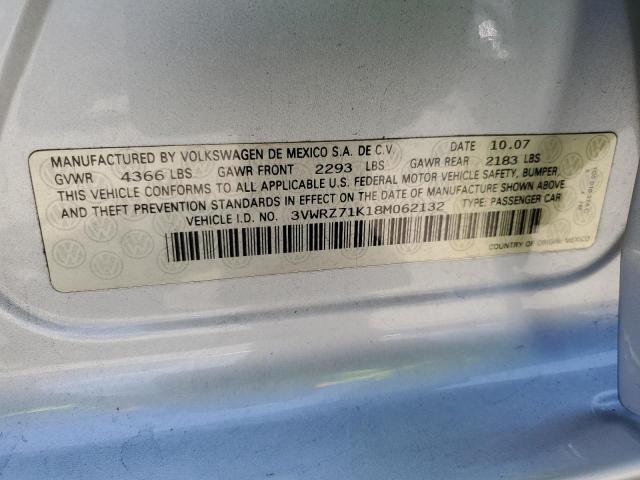 MANUFACTURED BY VOLKSWAGEN DE MEXICO S.A. DE C.V. DATE 10.07
GVWR 4366 LBS GAWR FRONT 2293 LBS GAWR REAR 2183 LBS
THIS VEHICLE CONFORMS TO ALL APPLICABLE U.S. FEDERAL MOTOR VEHICLE SAFETY, BUMPER,
AND THEFT PREVENTION STANDARDS IN EFFECT ON THE DATE OF MANUFACTURE SHOWN ABOVE.
VEHICLE I.D. NO. 3VWRZ71K18M062132 TYPE: PASSENGER CAR
COUNTRY OF ORIGIN: MEXICO